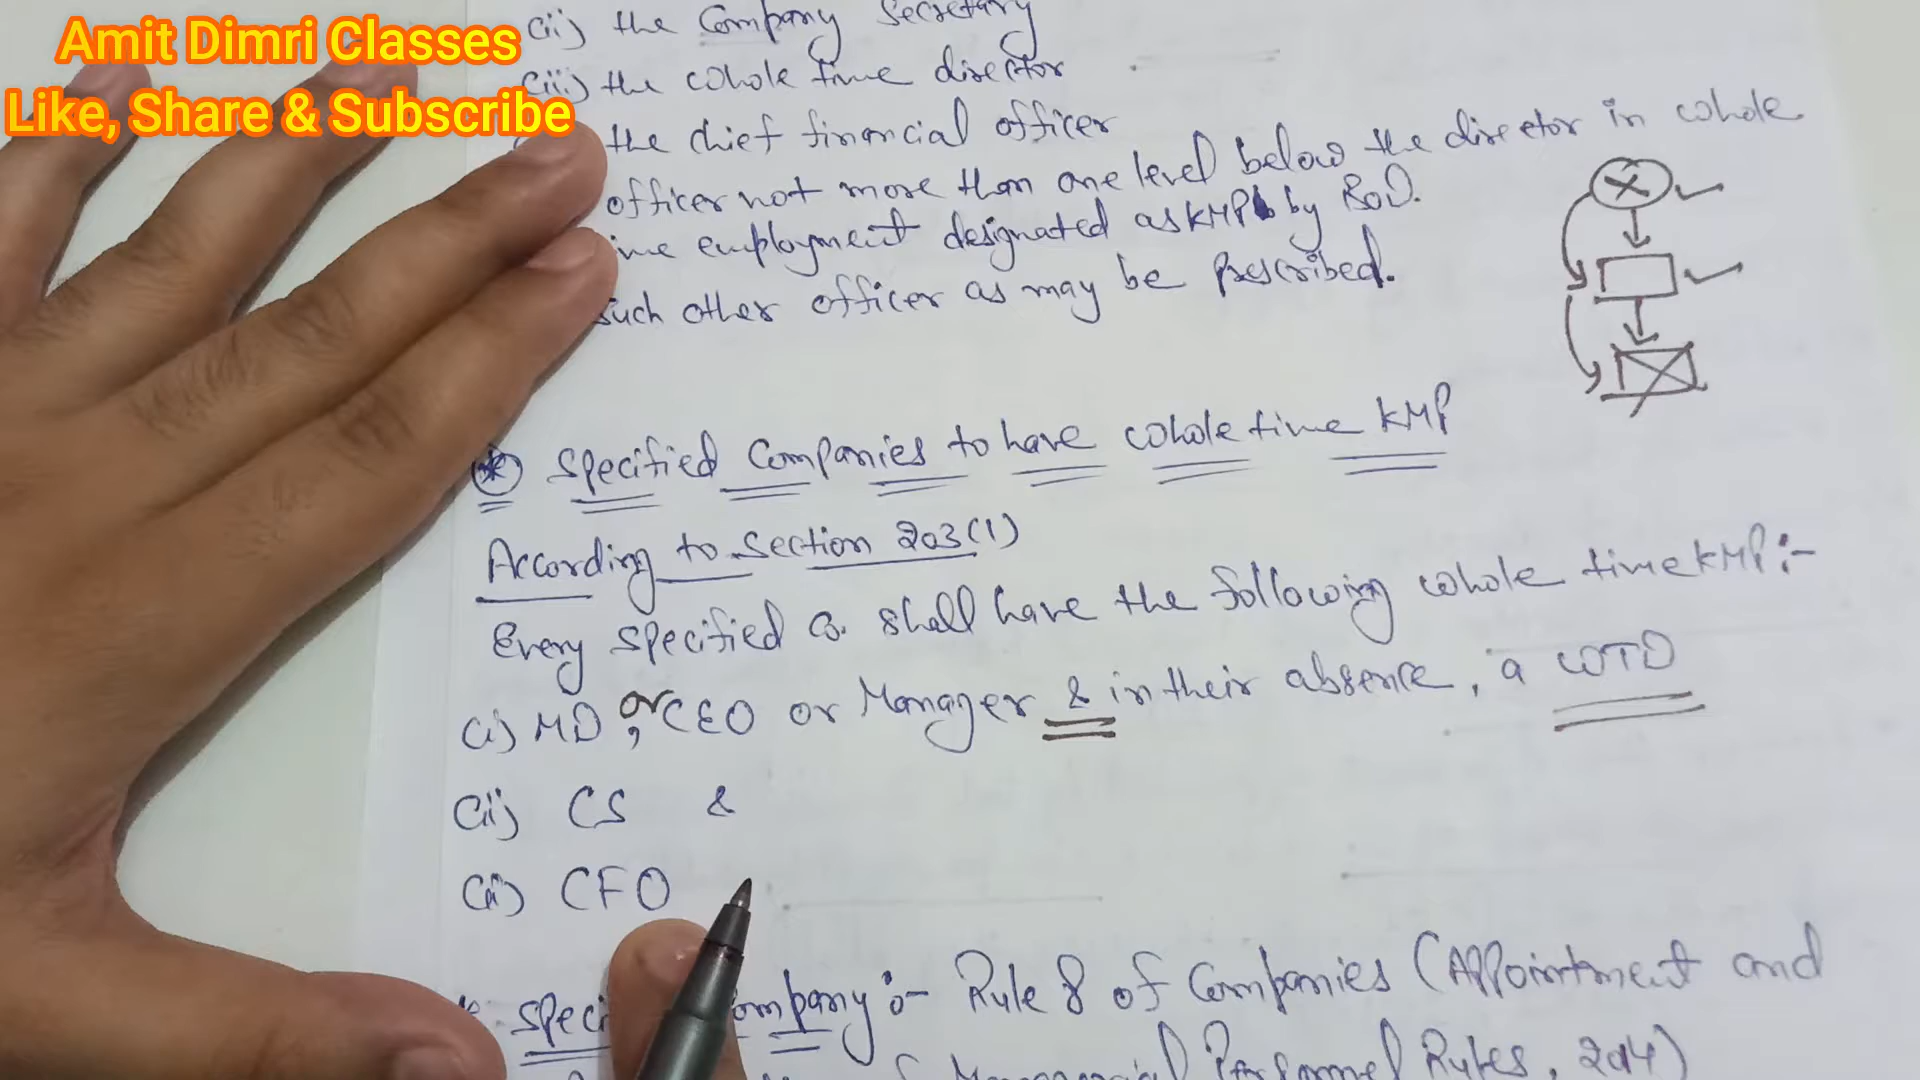 Amit Dimri Classes
Like, Share & Subscribe
(ii) the Company Secretary
(iii) the whole time director
the chief financial officer
officer not more than one level below the director in whole
ime employment designated as KMP by BOD.
such other officer as may be prescribed.
Specified Companies to have whole time KMP
According to Section 203(1)
Every specified Co. shall have the following whole time KMP:-
(i) MD, or CEO or Manager & in their absence, a WTD
(ii) CS &
(iii) CFO
ompany:- Rule 8 of Companies (Appointment and
Personnel Rules, 2014)